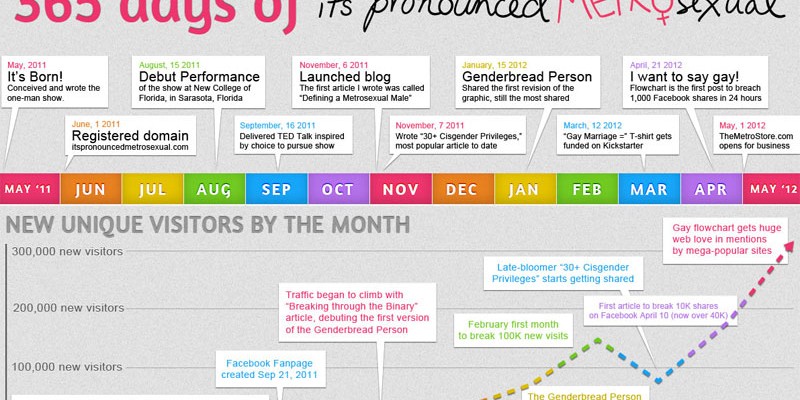 365 days of its pronounced METROsexual
May, 2011
It's Born!
Conceived and wrote the
one-man show.
August, 15 2011
Debut Performance
of the show at New College of
Florida, in Sarasota, Florida
November, 6 2011
Launched blog
The first article I wrote was called
“Defining a Metrosexual Male”
January, 15 2012
Genderbread Person
Shared the first revision of the
graphic, still the most shared
April, 21 2012
I want to say gay!
Flowchart is the first post to breach
1,000 Facebook shares in 24 hours
June, 1 2011
Registered domain
itspronouncedmetrosexual.com
September, 16 2011
Delivered TED Talk inspired
by choice to pursue show
November, 7 2011
Wrote “30+ Cisgender Privileges,”
most popular article to date
March, 12 2012
“Gay Marriage =” T-shirt gets
funded on Kickstarter
May, 1 2012
TheMetroStore.com
opens for business
MAY '11 JUN JUL AUG SEP OCT NOV DEC JAN FEB MAR APR MAY '12
NEW UNIQUE VISITORS BY THE MONTH
Gay flowchart gets huge
web love in mentions
by mega-popular sites
300,000 new visitors
Late-bloomer “30+ Cisgender
Privileges” starts getting shared
Traffic began to climb with
“Breaking through the Binary”
article, debuting the first version
of the Genderbread Person
200,000 new visitors
First article to break 10K shares
on Facebook April 10 (now over 40K)
February first month
to break 100K new visits
100,000 new visitors
Facebook Fanpage
created Sep 21, 2011
The Genderbread Person